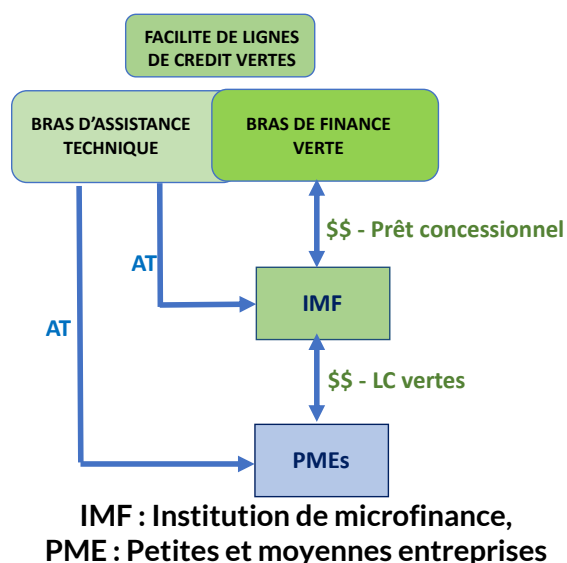 FACILITE DE LIGNES
DE CREDIT VERTES
BRAS D'ASSISTANCE
TECHNIQUE
BRAS DE FINANCE
VERTE
$$ - Prêt concessionnel
AT
IMF
AT
$$ - LC vertes
PMEs
IMF : Institution de microfinance,
PME : Petites et moyennes entreprises